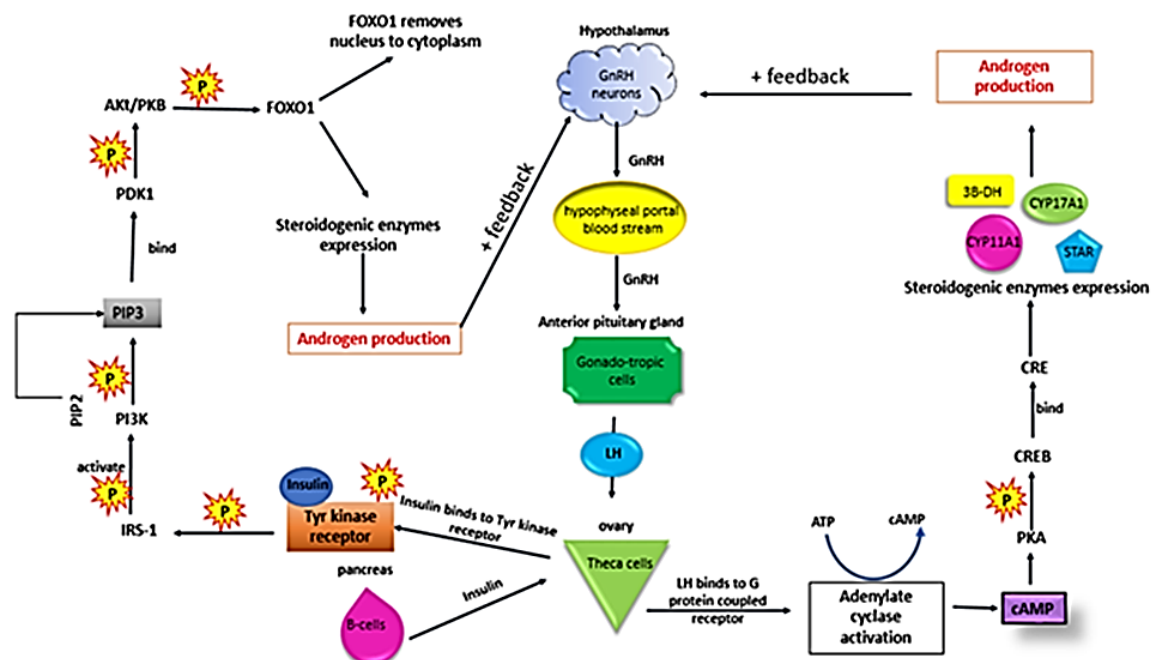 FOXO1 removes
nucleus to cytoplasm
P
AKt/PKB
FOXO1
P
PDK1
bind
PIP3
P
PIP2
PI3K
activate
P
IRS-1
P
Steroidogenic enzymes
expression
Androgen production
+ feedback
Hypothalamus
GnRH
neurons
GnRH
hypophyseal portal
blood stream
GnRH
Anterior pituitary gland
Gonado-tropic
cells
LH
ovary
Theca cells
Insulin
P
Tyr kinase
receptor
Insulin binds to Tyr kinase
receptor
pancreas
B-cells
Insulin
LH binds to G
protein coupled
receptor
ATP
cAMP
Adenylate
cyclase
activation
cAMP
PKA
P
CREB
bind
CRE
Steroidogenic enzymes expression
3B-DH
CYP17A1
CYP11A1
STAR
Androgen
production
+ feedback